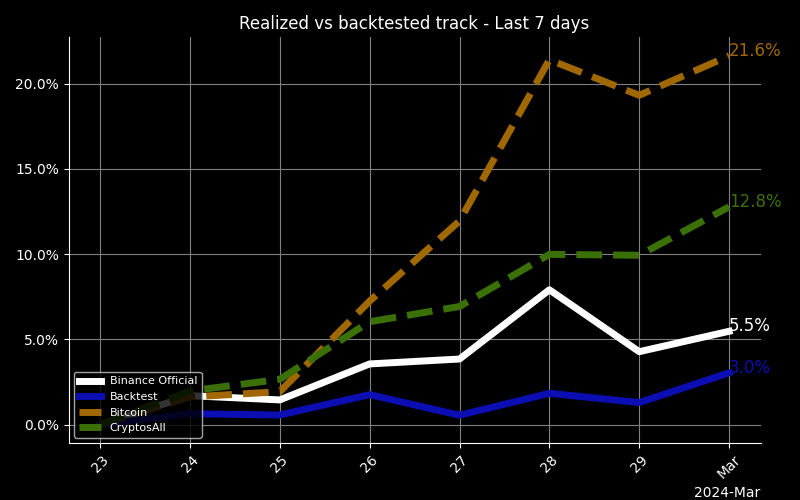 Realized vs backtested track - Last 7 days
21.6%
20.0%
15.0%
12.8%
10.0%
5.5%
5.0%
3.0%
Binance Official
Backtest
Bitcoin
CryptosAll
0.0%
23
24
25
26
27
28
29
Mar
2024-Mar